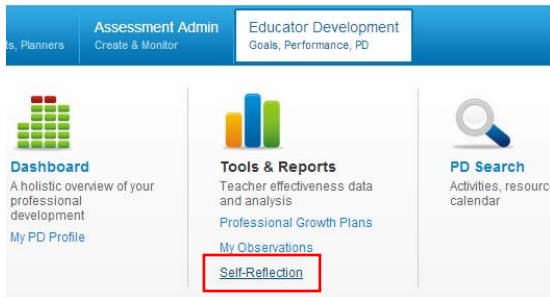 Assessment Admin
Create & Monitor
Educator Development
Goals, Performance, PD
Planners
Dashboard
A holistic overview of your
professional
development
My PD Profile
Tools & Reports
Teacher effectiveness data
and analysis
Professional Growth Plans
My Observations
Self-Reflection
PD Search
Activities,
calendar